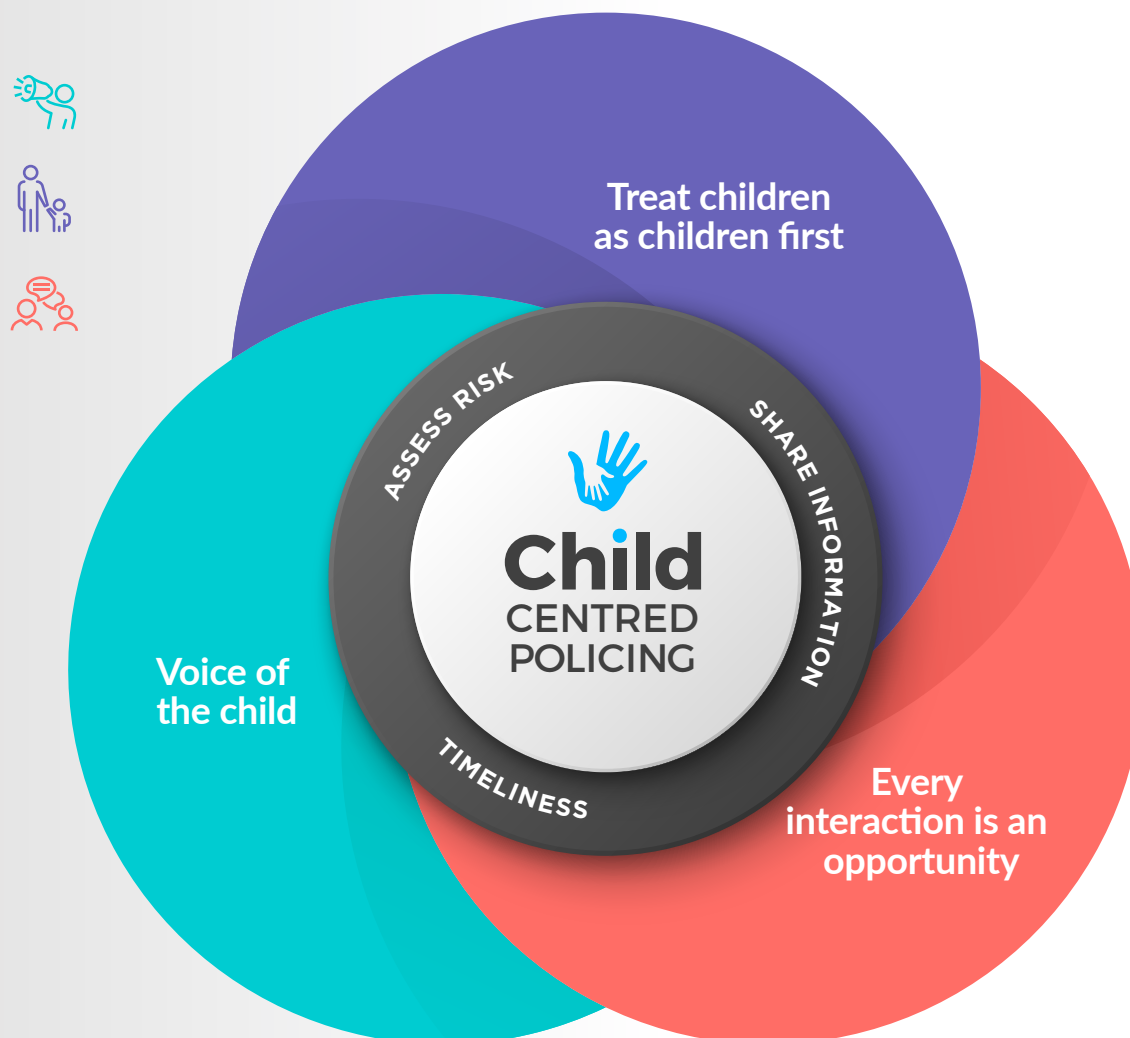 Treat children
as children first
ASSESS RISK
SHARE INFORMATION
Child
CENTRED
POLICING
Voice of
the child
TIMELINESS
Every
interaction is an
opportunity